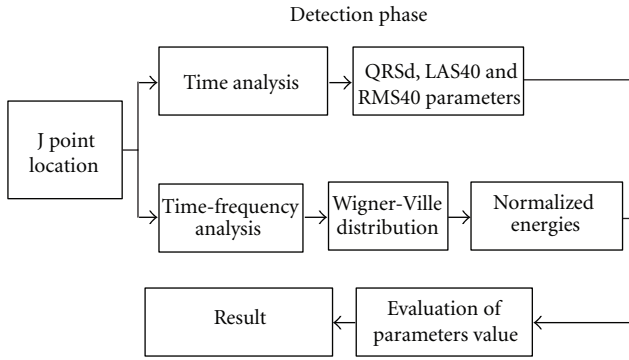 Detection phase
J point
location
Time analysis
QRSd, LAS40 and
RMS40 parameters
Time-frequency
analysis
Wigner-Ville
distribution
Normalized
energies
Result
Evaluation of
parameters value